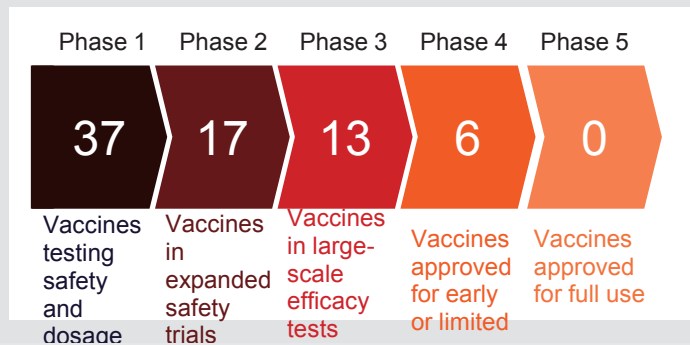 Phase 1 Phase 2 Phase 3 Phase 4 Phase 5
37 17 13 6 0
Vaccines
testing
safety
and
dosage
Vaccines
in
expanded
safety
trials
Vaccines
in large-
scale
efficacy
tests
Vaccines
approved
for early
or limited
Vaccines
approved
for full use